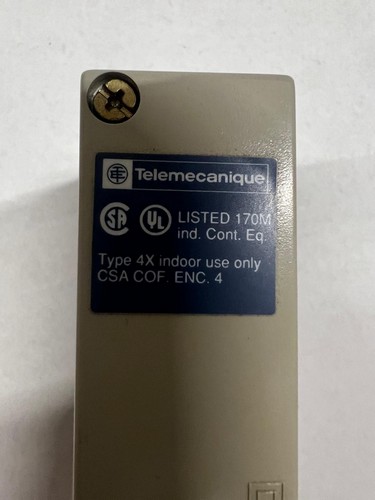 Telemecanique
LISTED 170M
ind. Cont. Eq.
Type 4X indoor use only
CSA COF. ENC. 4